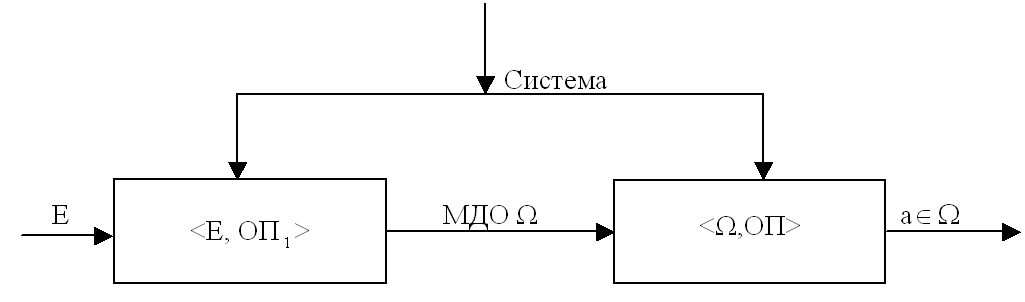 Система
E
<E, ОП1>
МДО Ω
<Ω,ОП>
a∈Ω